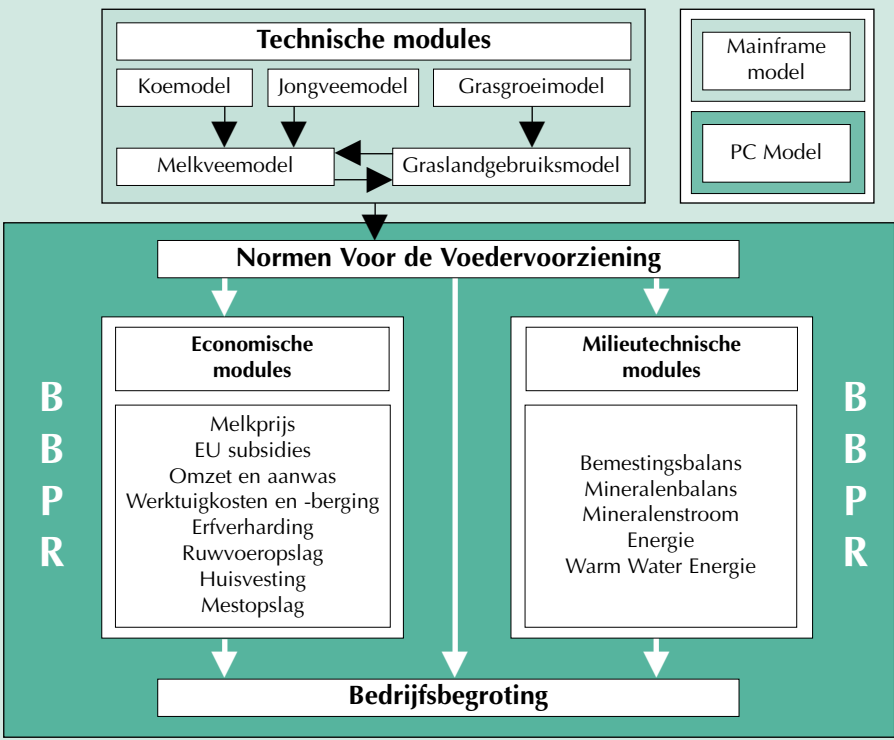 Technische modules
Koemodel
Jongveemodel
Grasgroeimodel
Melkveemodel
Graslandgebruiksmodel
Mainframe
model
PC Model
Normen Voor de Voedervoorziening
Economische
modules
Melkprijs
EU subsidies
Omzet en aanwas
Werktuigkosten en -berging
Erfverharding
Ruwvoeropslag
Huisvesting
Mestopslag
Milieutechnische
modules
Bemestingsbalans
Mineralenbalans
Mineralenstroom
Energie
Warm Water Energie
B
B
P
R
B
B
P
R
Bedrijfsbegroting